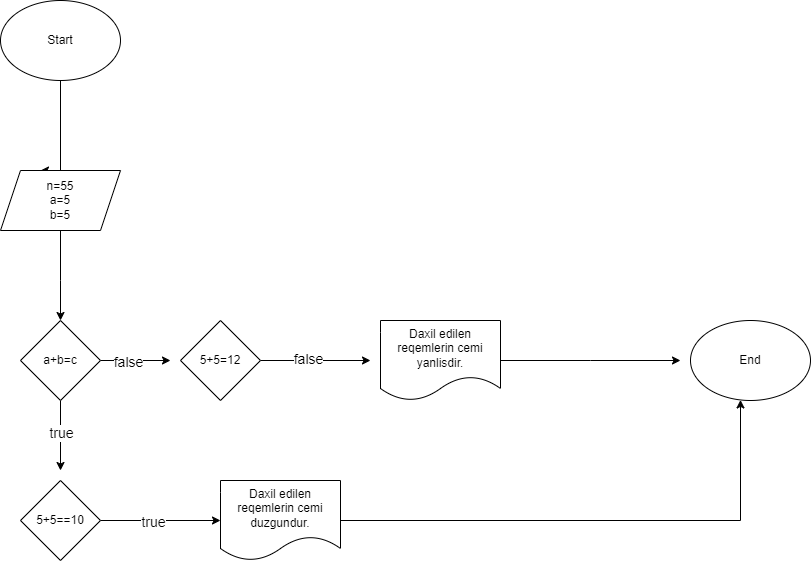 Start
n=55
a=5
b=5
a+b=c
false
5+5=12
false
Daxil edilen
reqemlerin cemi
yanlisdir.
End
true
5+5==10
true
Daxil edilen
reqemlerin cemi
duzgundur.